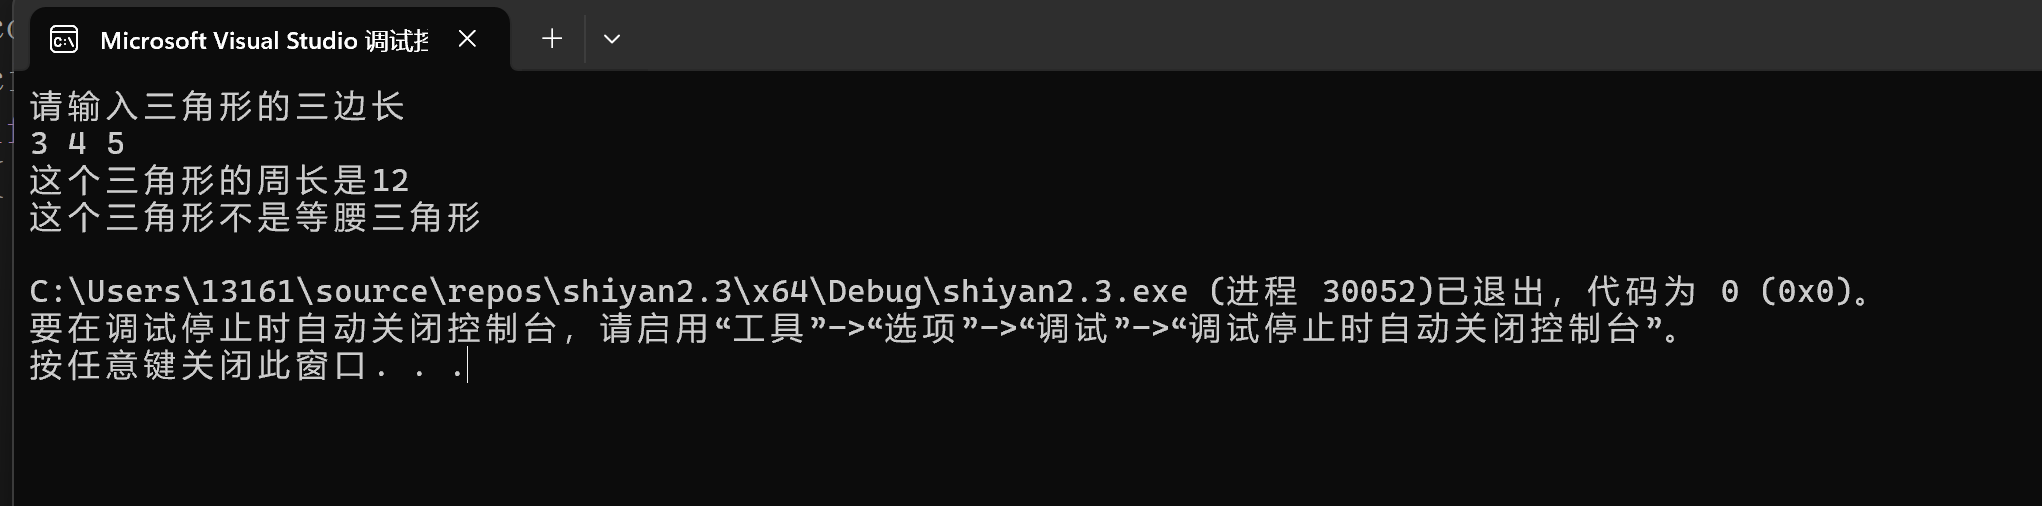 Microsoft Visual Studio 调试控
请输入三角形的三边长
3 4 5
这个三角形的周长是12
这个三角形不是等腰三角形
C:\Users\13161\source\repos\shiyan2.3\x64\Debug\shiyan2.3.exe (进程 30052)已退出，代码为 0 (0x0)。
要在调试停止时自动关闭控制台，请启用“工具”->“选项”->“调试”->“调试停止时自动关闭控制台”。
按任意键关闭此窗口. . .